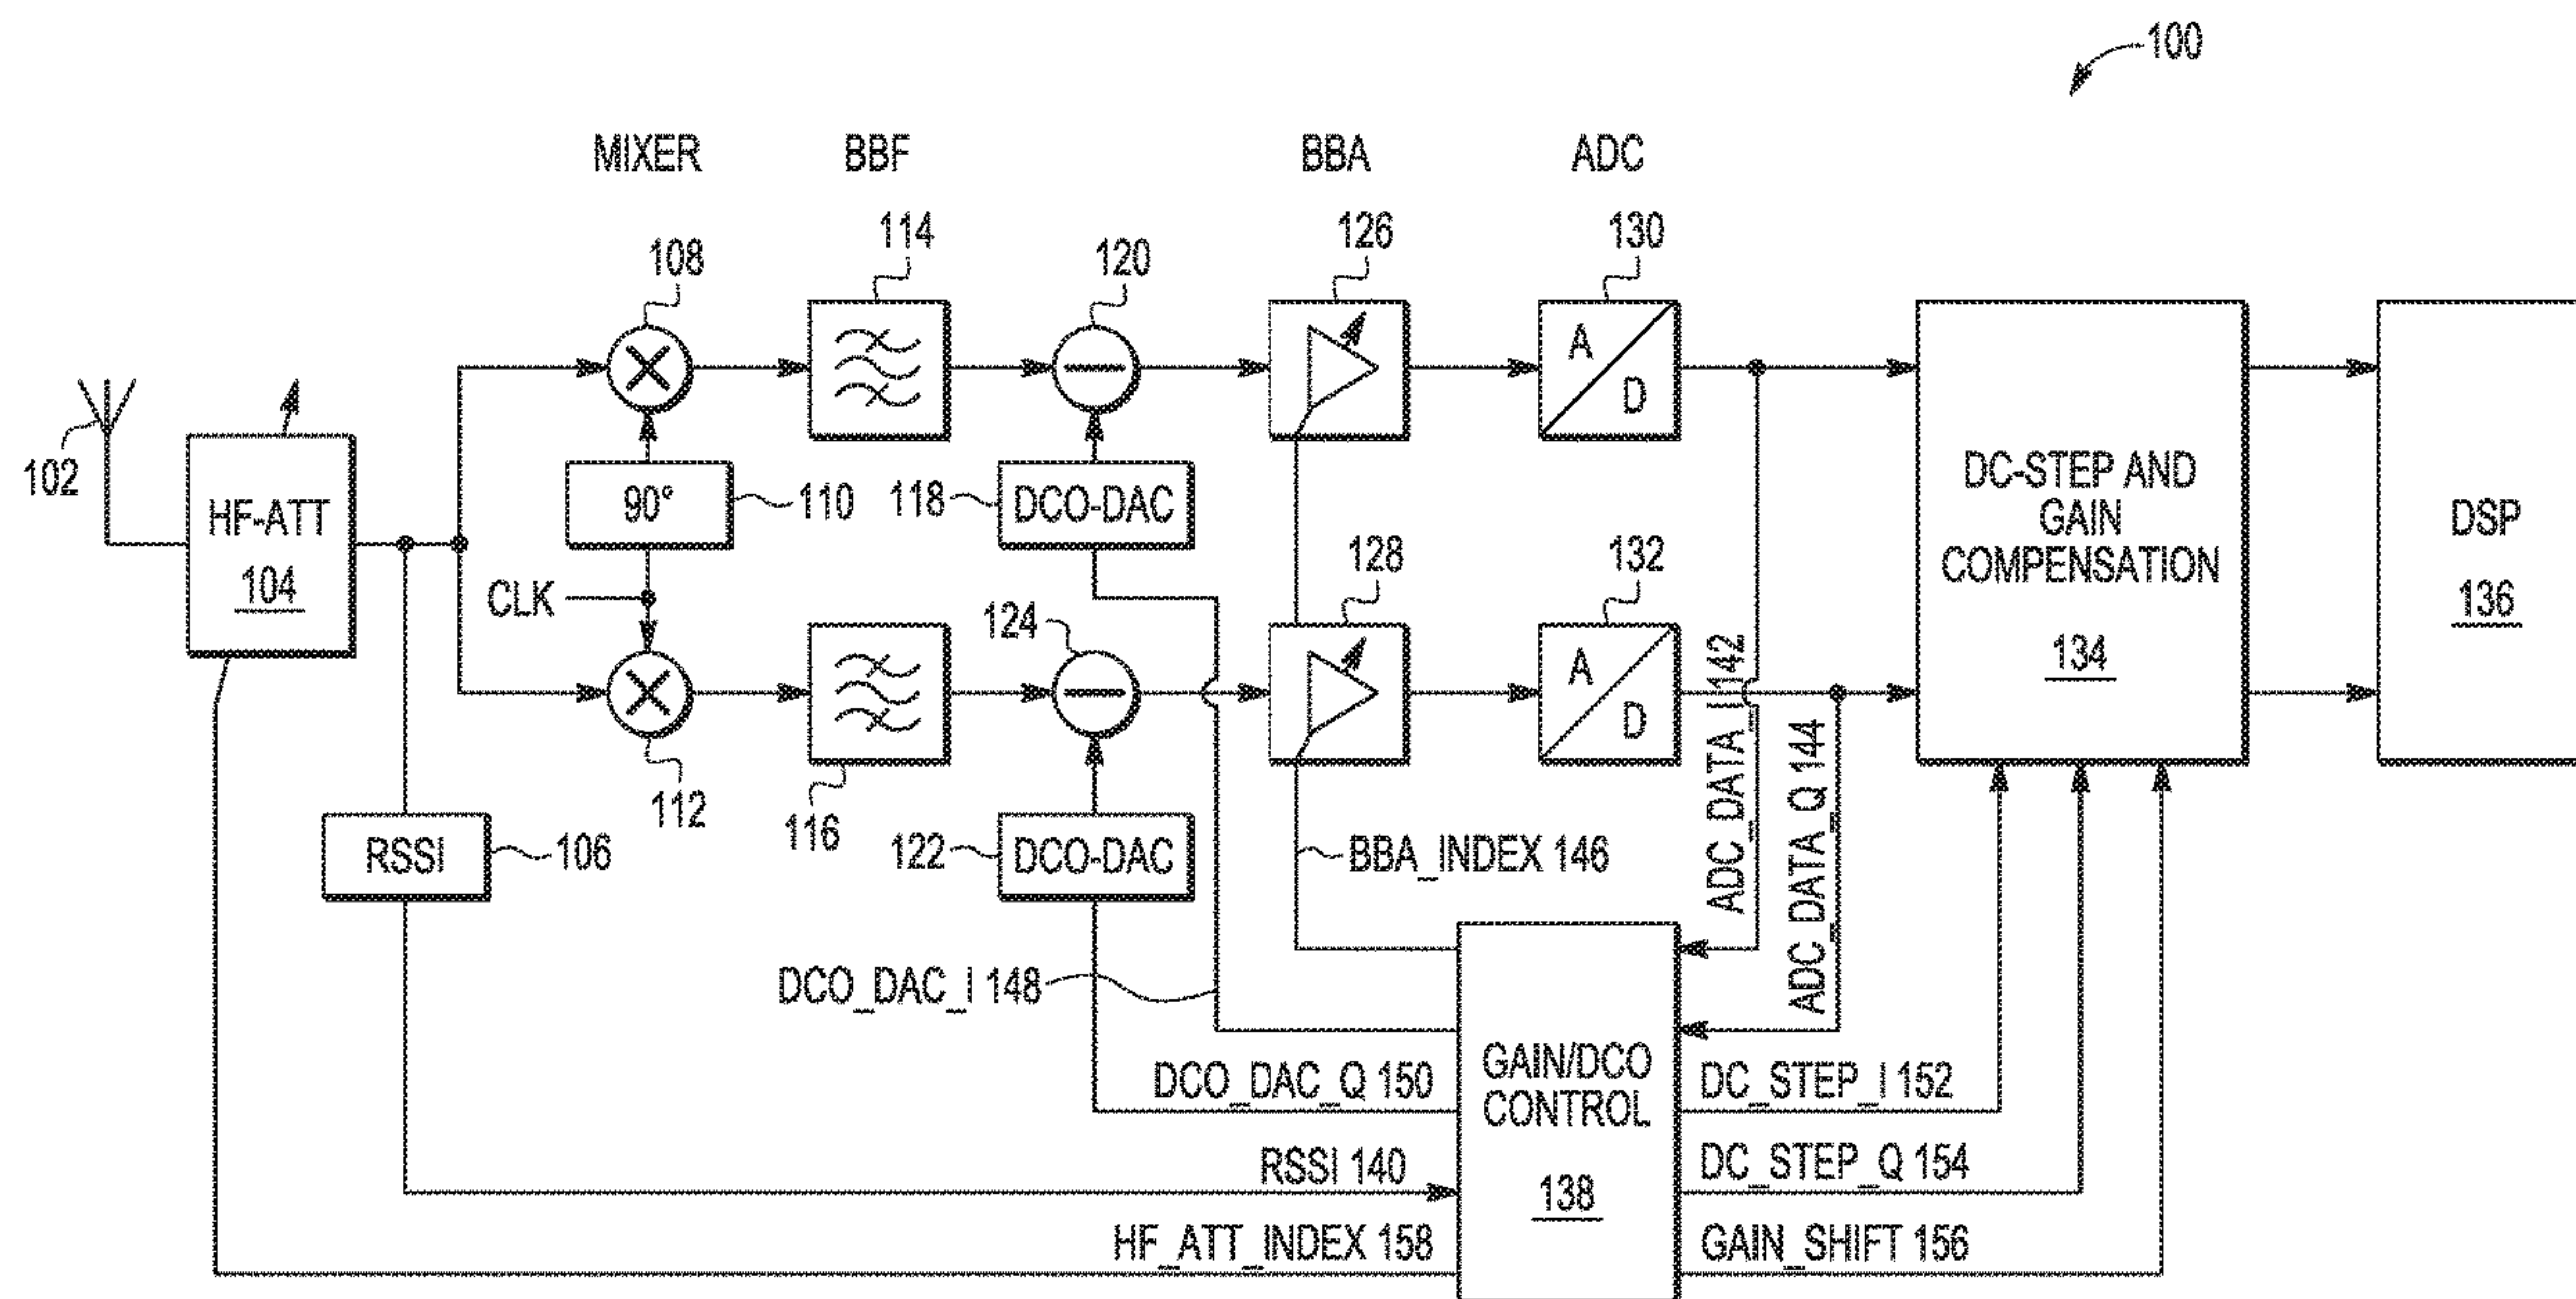 100
MIXER BBF BBA ADC
114 126 130
108 120
A
D
102
HF-ATT
104
90°
110
118
DCO-DAC
DC-STEP AND
GAIN
COMPENSATION
134
DSP
136
CLK
124
128
132
A
D
112
116
RSSI
106
122
DCO-DAC
BBA_INDEX 146
ADC_DATA_I 142
ADC_DATA_Q 144
DCO_DAC_I 148
DCO_DAC_Q 150
GAIN/DCO
CONTROL
138
DC_STEP_I 152
RSSI 140
DC_STEP_Q 154
HF_ATT_INDEX 158
GAIN_SHIFT 156